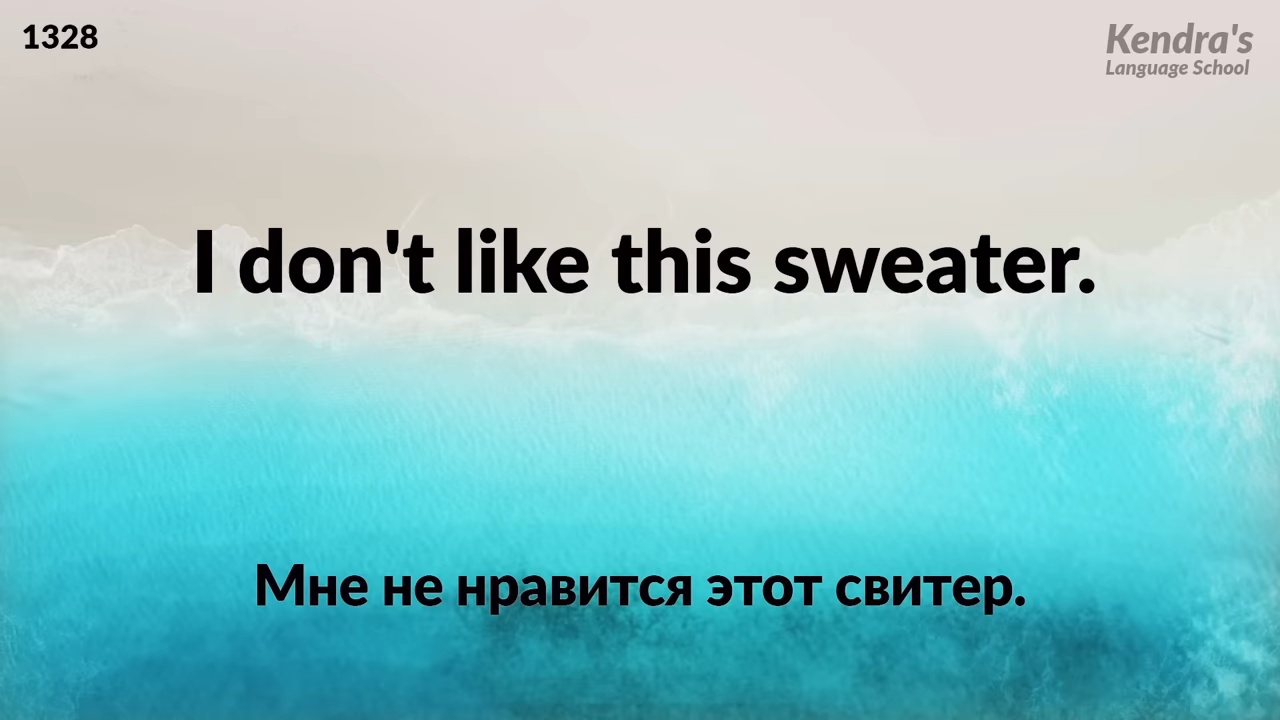 1328
Kendra's
Language School
I don't like this sweater.
Мне не нравится этот свитер.